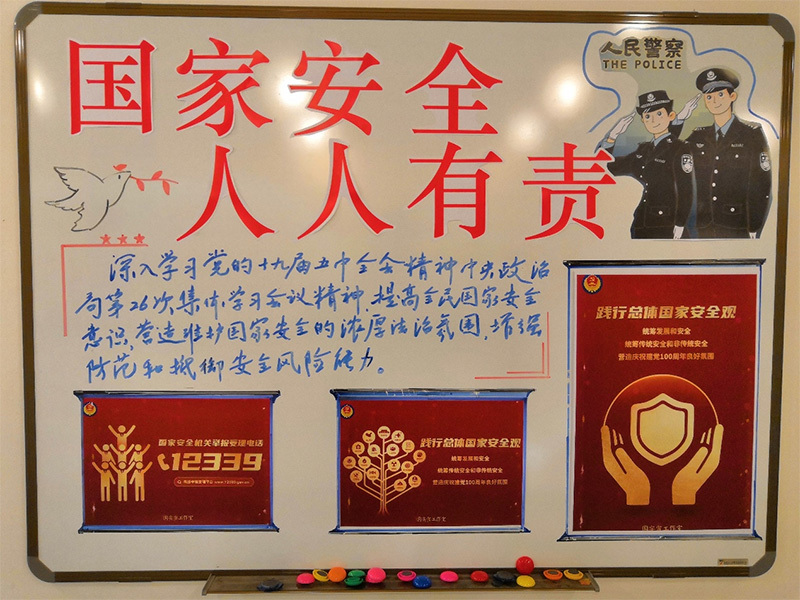 国家安全
人人有责
人民警察
THE POLICE
深入学习党的十九届五中全会精神中央政治
局第26次集体学习会议精神,提高全民国家安全
意识,营造维护国家安全的浓厚法治氛围,增强
防范和抵御安全风险能力。
国家安全机关举报受理电话
12339
www.12339.gov.cn
践行总体国家安全观
统筹发展和安全
统筹传统安全和非传统安全
营造庆祝建党100周年良好氛围
践行总体国家安全观
统筹发展和安全
统筹传统安全和非传统安全
营造庆祝建党100周年良好氛围